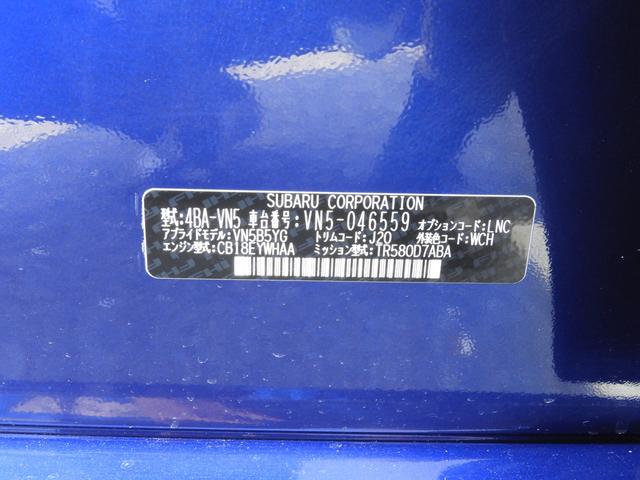 SUBARU CORPORATION
型式:4BA-VN5 車台番号:VN5-046559 オプションコード:LNC
アプライドモデル:VN5B5YG トリムコード:J20 外装色コード:WCH
エンジン型式:CB18EYWHAA ミッション型式:TR580D7ABA